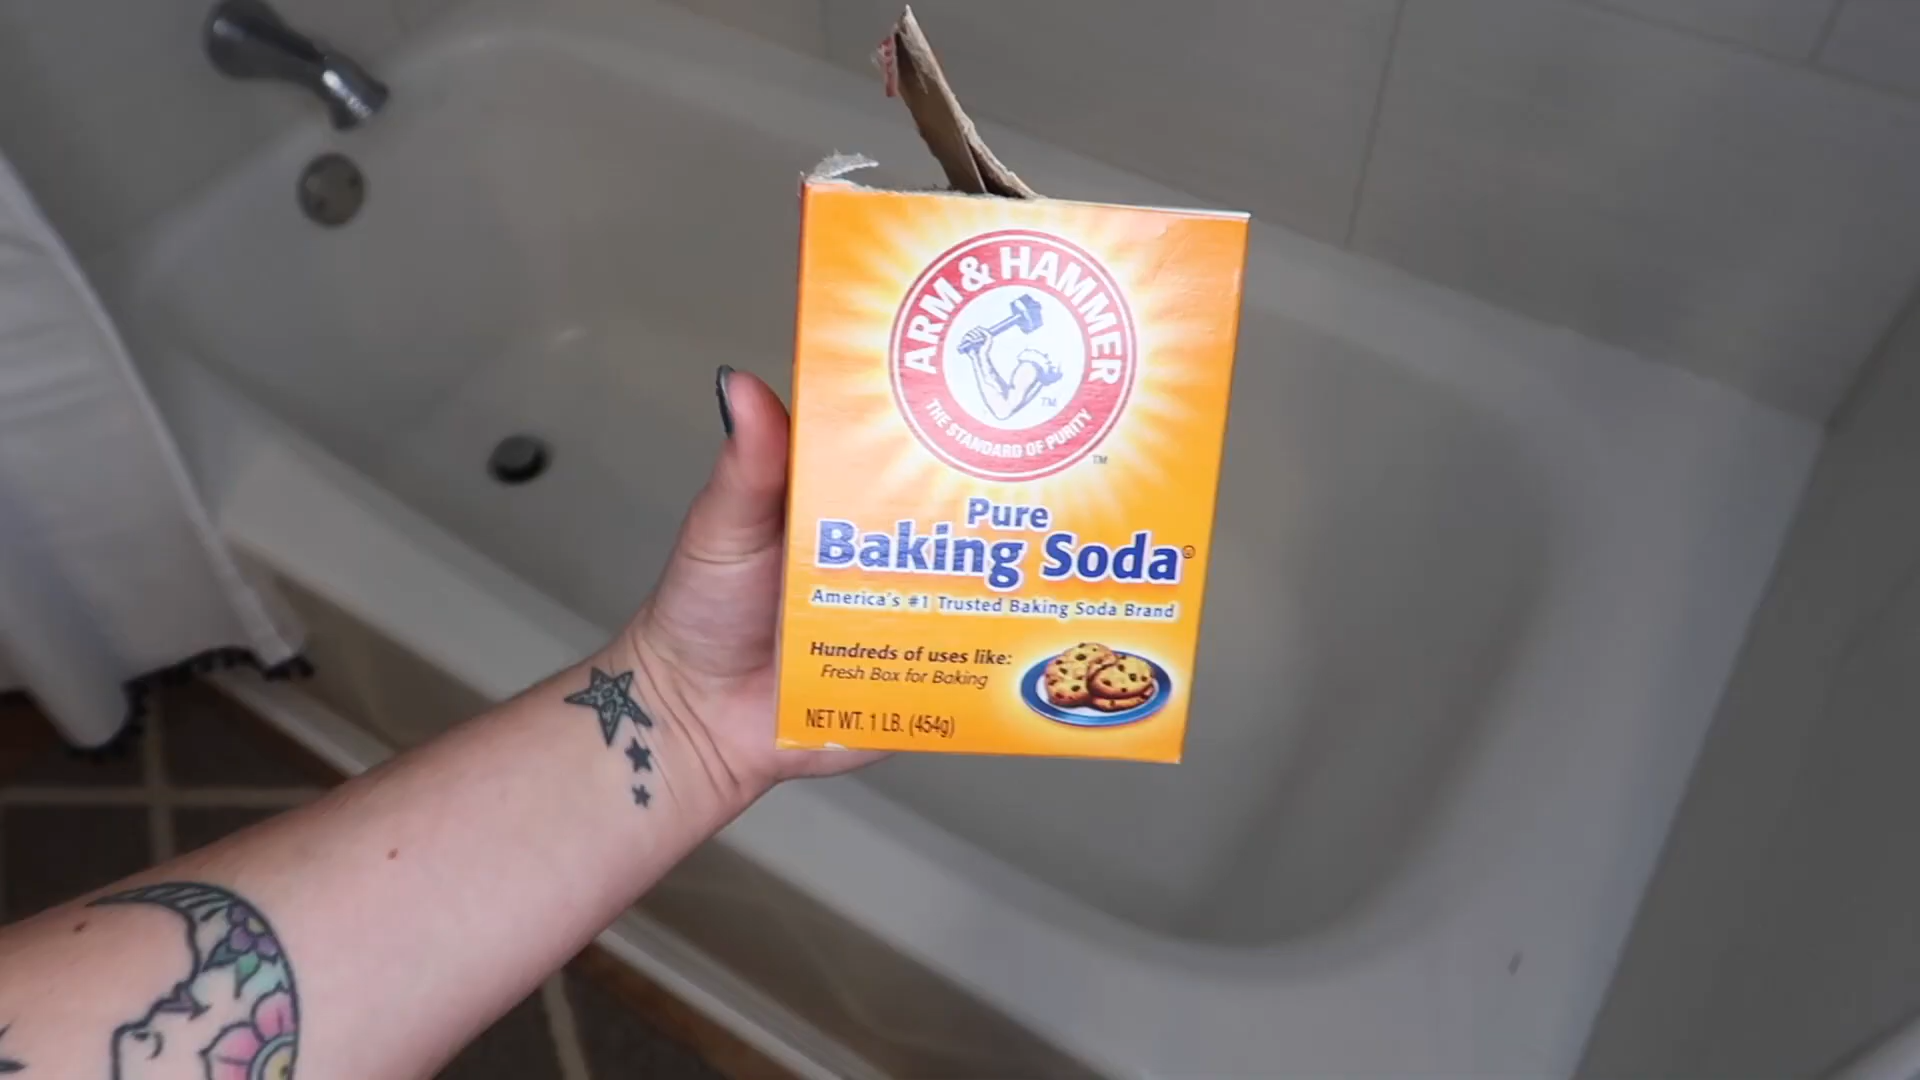 ARM & HAMMER
TM
THE STANDARD OF PURITY
TM
Pure
Baking Soda®
America's #1 Trusted Baking Soda Brand
Hundreds of uses like:
Fresh Box for Baking
NET WT. 1 LB. (454g)